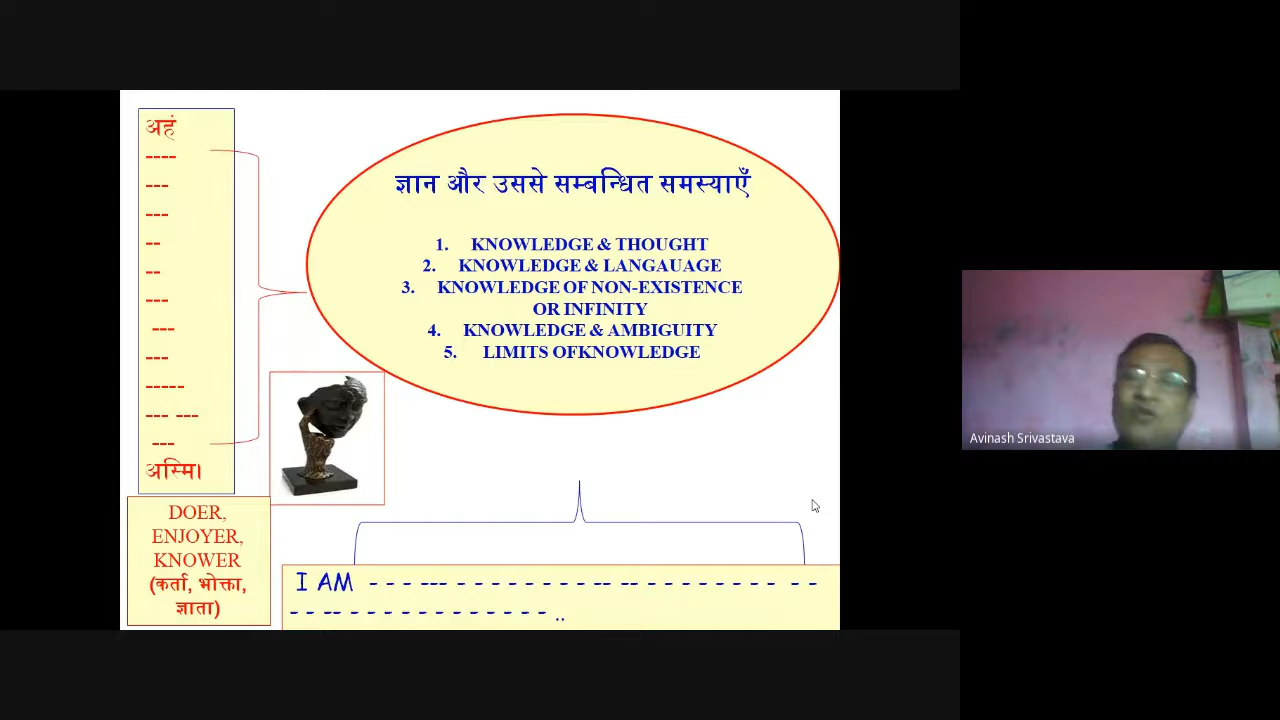 अहं
----
---
---
--
--
---
---
---
-----
--- ---
---
अस्मि।
ज्ञान और उससे सम्बन्धित समस्याएँ
1. KNOWLEDGE & THOUGHT
2. KNOWLEDGE & LANGAUAGE
3. KNOWLEDGE OF NON-EXISTENCE
OR INFINITY
4. KNOWLEDGE & AMBIGUITY
5. LIMITS OFKNOWLEDGE
DOER,
ENJOYER,
KNOWER
(कर्ता, भोक्ता,
ज्ञाता)
I AM - - - --- - - - - - - - - -- -- - - - - - - - - - - -
- - -- - - - - - - - - - - - - - ..
Avinash Srivastava